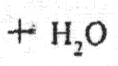 + H₂O